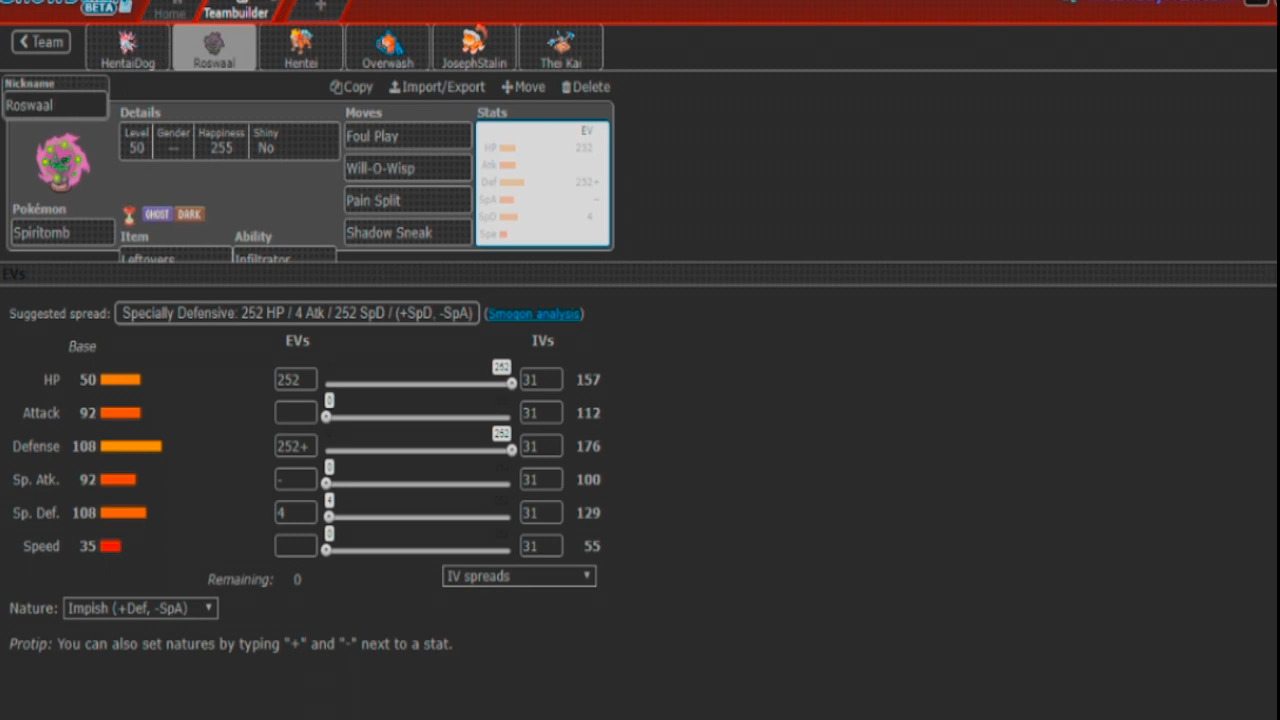 BETA
Home
Teambuilder
+
Team
HentaiDog
Roswaal
Hentei
Overwash
JosephStalin
Thei Kai
Nickname
Roswaal
Copy Import/Export Move Delete
Details
Level Gender Happiness Shiny
50 — 255 No
Moves
Foul Play
Will-O-Wisp
Pain Split
Shadow Sneak
Stats
EV
HP 252
Atk
Def 252+
SpA −
SpD 4
Spe
Pokémon
Spiritomb
GHOST DARK
Item
Leftovers
Ability
Infiltrator
EVs
Suggested spread: Specially Defensive: 252 HP / 4 Atk / 252 SpD / (+SpD, -SpA) (Smogon analysis)
Base EVs IVs
HP 50 252 252 31 157
Attack 92 0 31 112
Defense 108 252+ 252 31 176
Sp. Atk. 92 - 0 31 100
Sp. Def. 108 4 4 31 129
Speed 35 0 31 55
Remaining: 0 IV spreads
Nature: Impish (+Def, -SpA)
Protip: You can also set natures by typing "+" and "-" next to a stat.